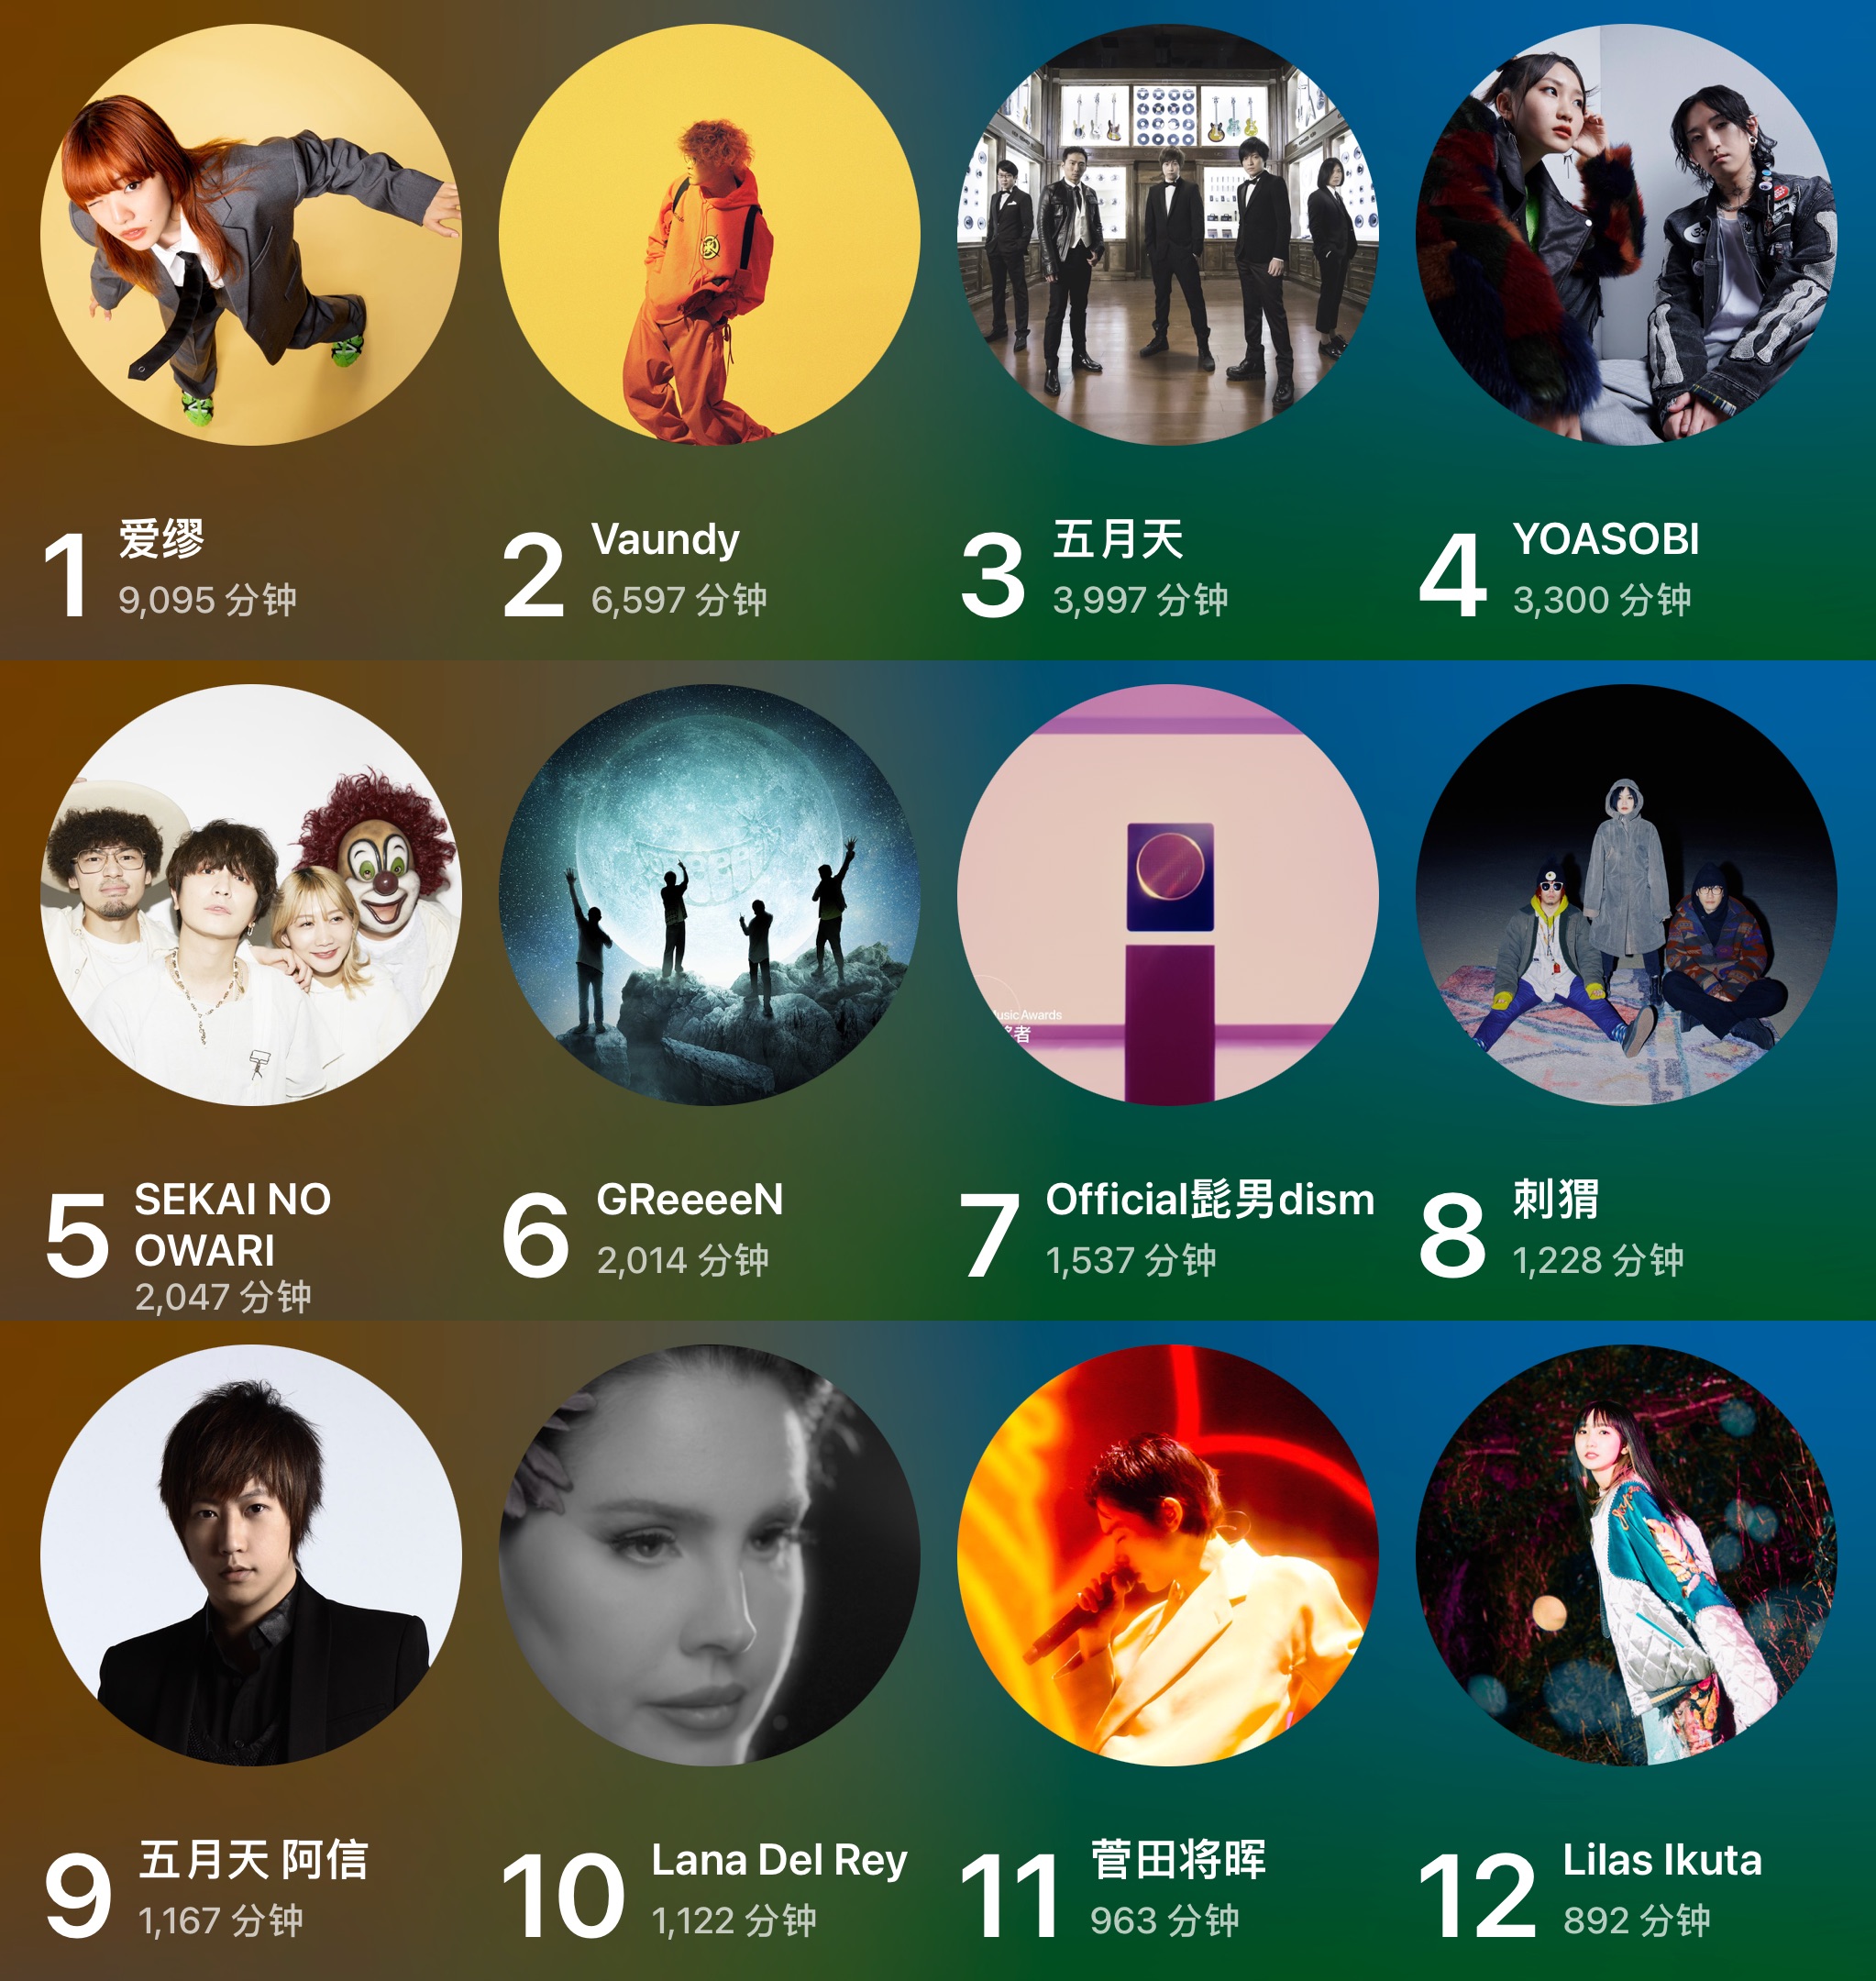 1 爱缪
9,095 分钟
2 Vaundy
6,597 分钟
3 五月天
3,997 分钟
4 YOASOBI
3,300 分钟
usic Awards
者
5 SEKAI NO
OWARI
2,047 分钟
6 GReeeeN
2,014 分钟
7 Official髭男dism
1,537 分钟
8 刺猬
1,228 分钟
9 五月天 阿信
1,167 分钟
10 Lana Del Rey
1,122 分钟
11 菅田将晖
963 分钟
12 Lilas Ikuta
892 分钟